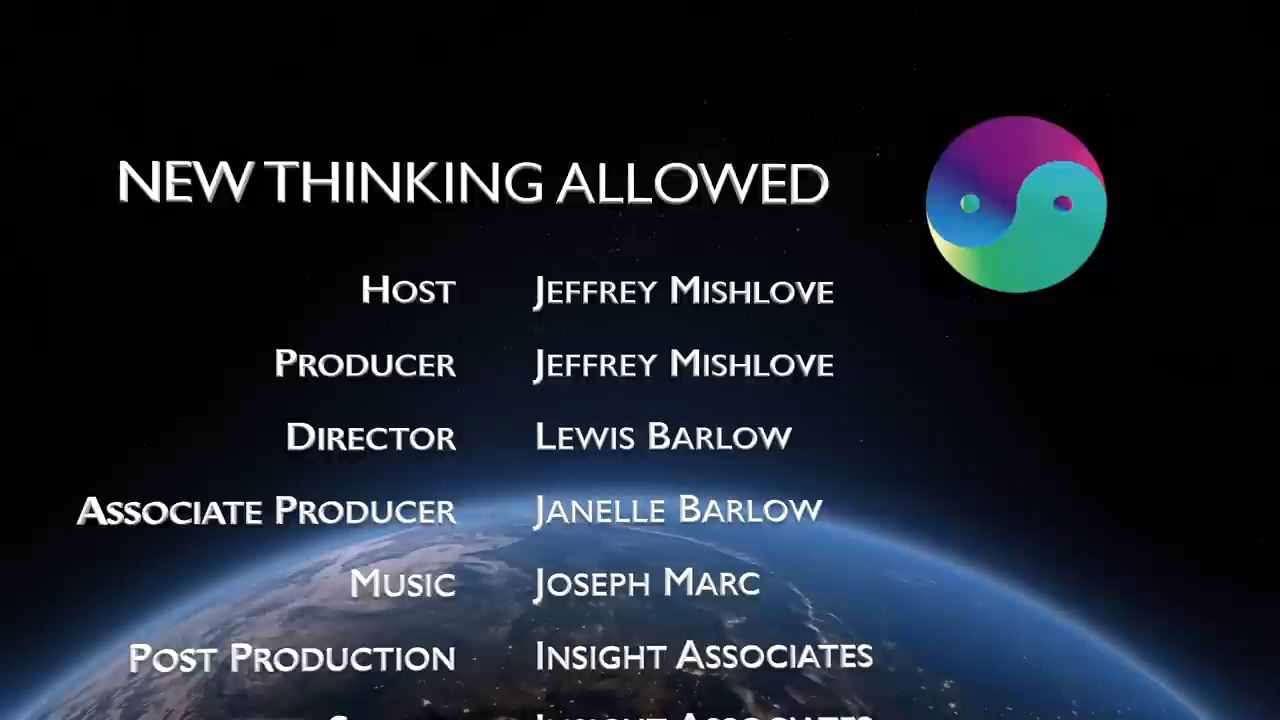 NEW THINKING ALLOWED
HOST JEFFREY MISHLOVE
PRODUCER JEFFREY MISHLOVE
DIRECTOR LEWIS BARLOW
ASSOCIATE PRODUCER JANELLE BARLOW
MUSIC JOSEPH MARC
POST PRODUCTION INSIGHT ASSOCIATES